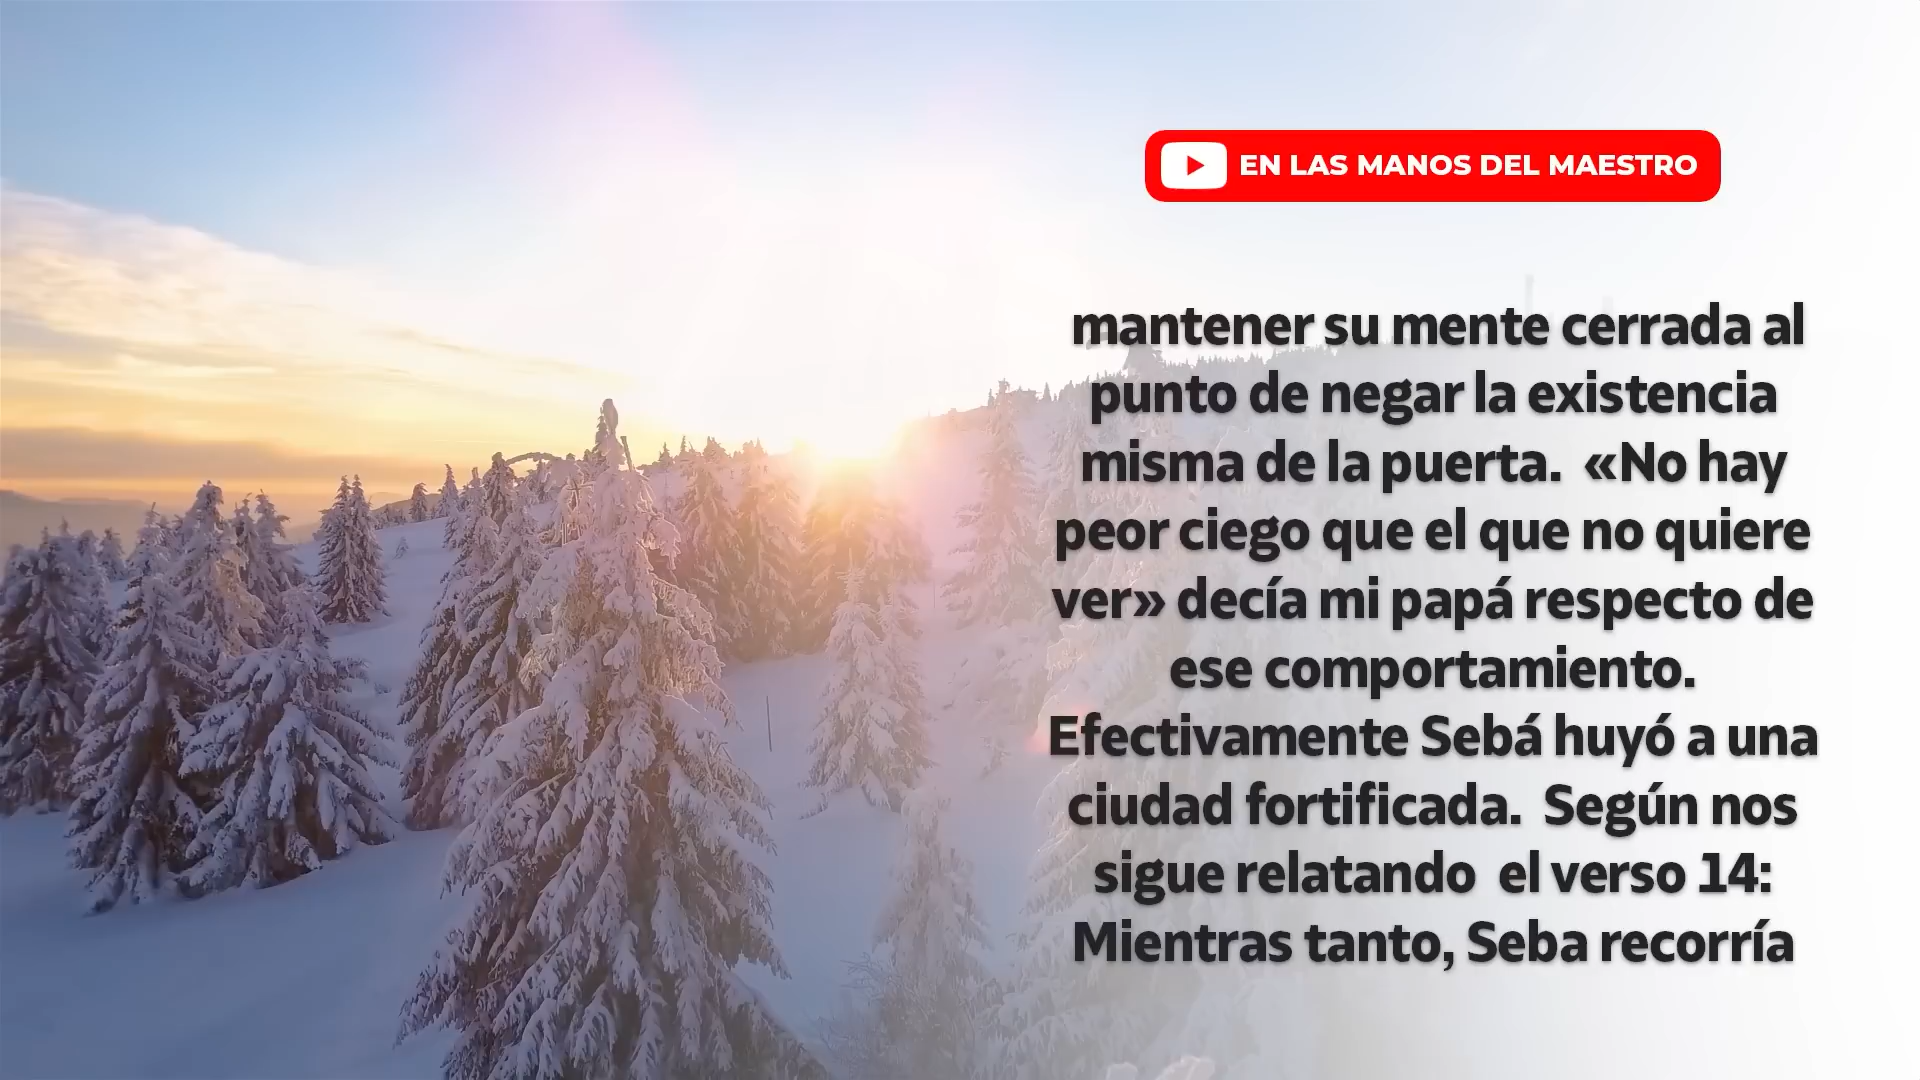 EN LAS MANOS DEL MAESTRO
mantener su mente cerrada al
punto de negar la existencia
misma de la puerta.  «No hay
peor ciego que el que no quiere
ver» decía mi papá respecto de
ese comportamiento.
Efectivamente Sebá huyó a una
ciudad fortificada.  Según nos
sigue relatando  el verso 14:
Mientras tanto, Seba recorría